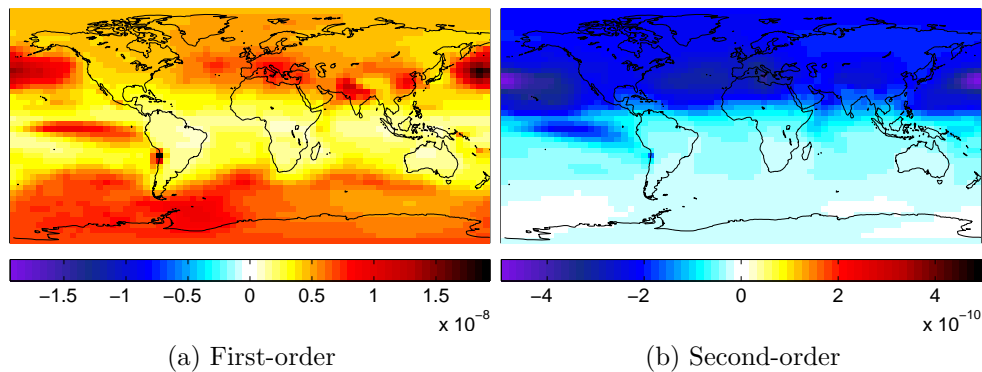 −1.5 −1 −0.5 0 0.5 1 1.5
x 10⁻⁸
(a) First-order
−4 −2 0 2 4
x 10⁻¹⁰
(b) Second-order